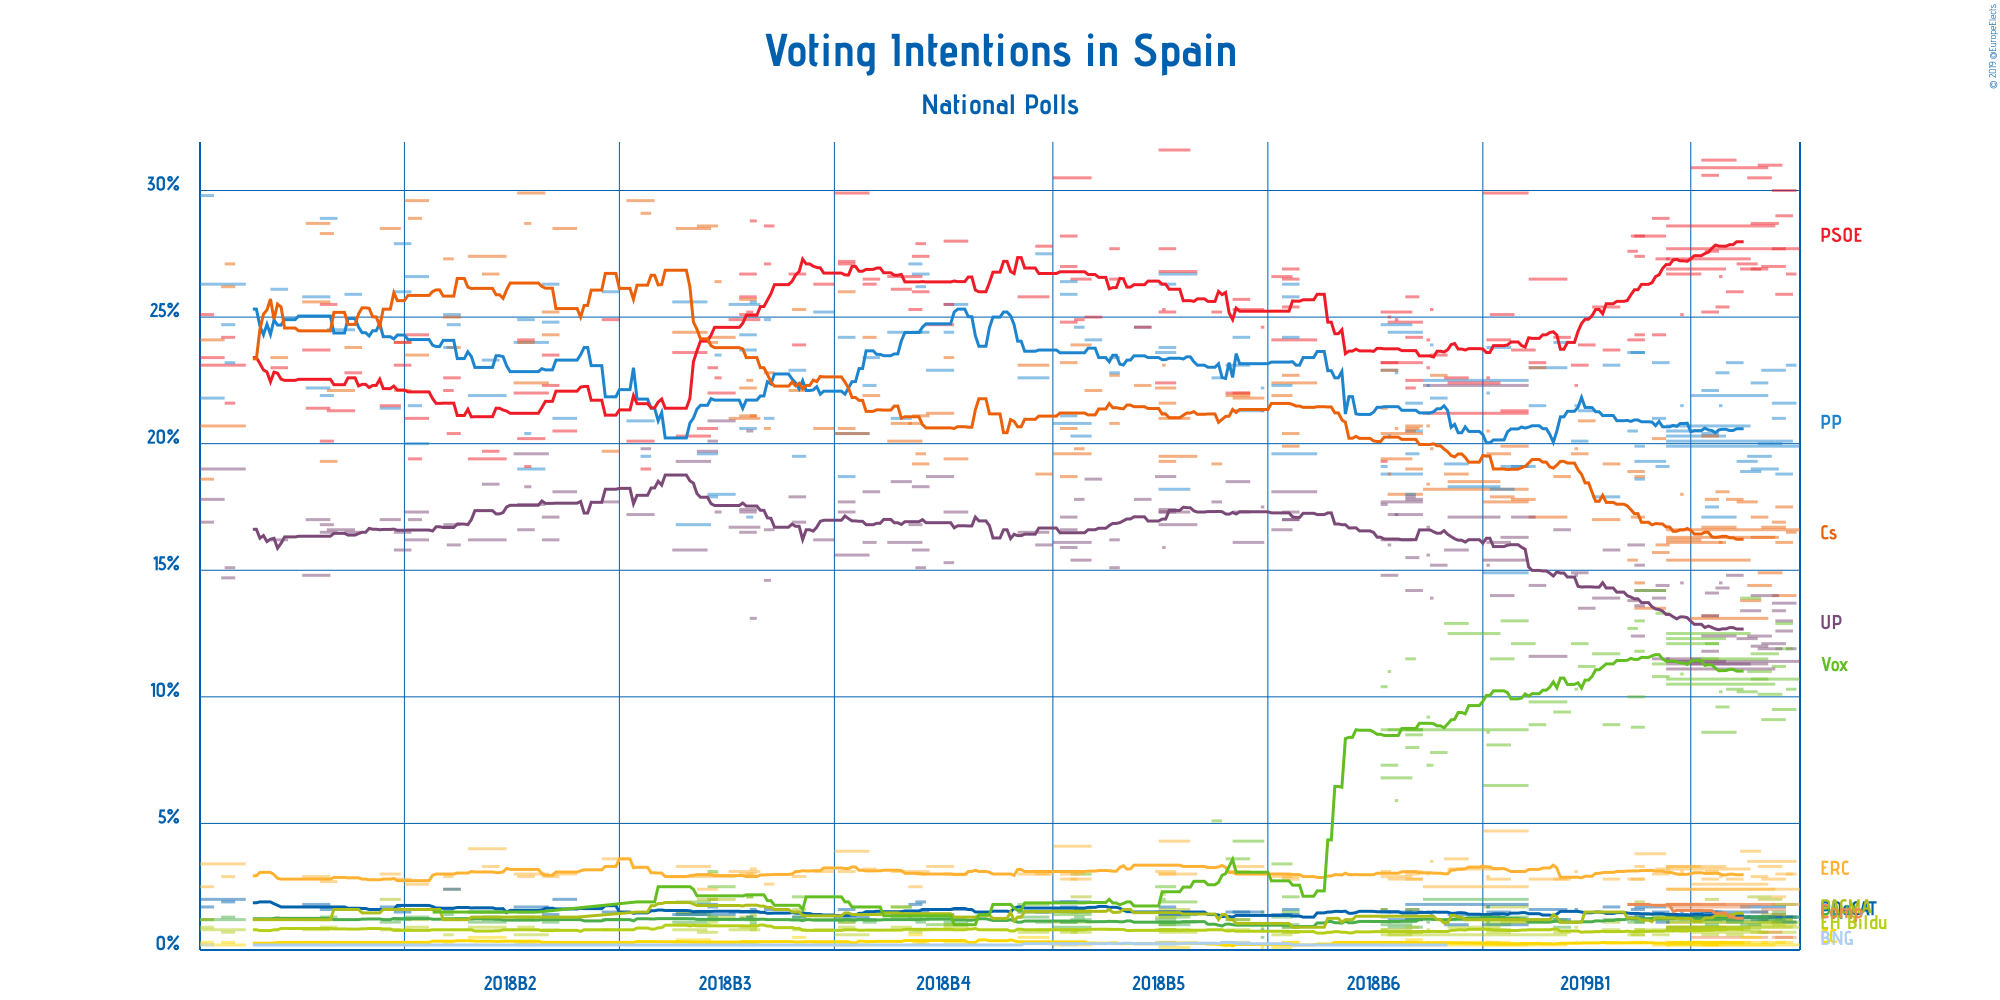 Voting Intentions in Spain
National Polls
© 2019 @EuropeElects
30%
25%
20%
15%
10%
5%
0%
PSOE
PP
Cs
UP
Vox
ERC
EH Bildu
BNG
2018B2
2018B3
2018B4
2018B5
2018B6
2019B1